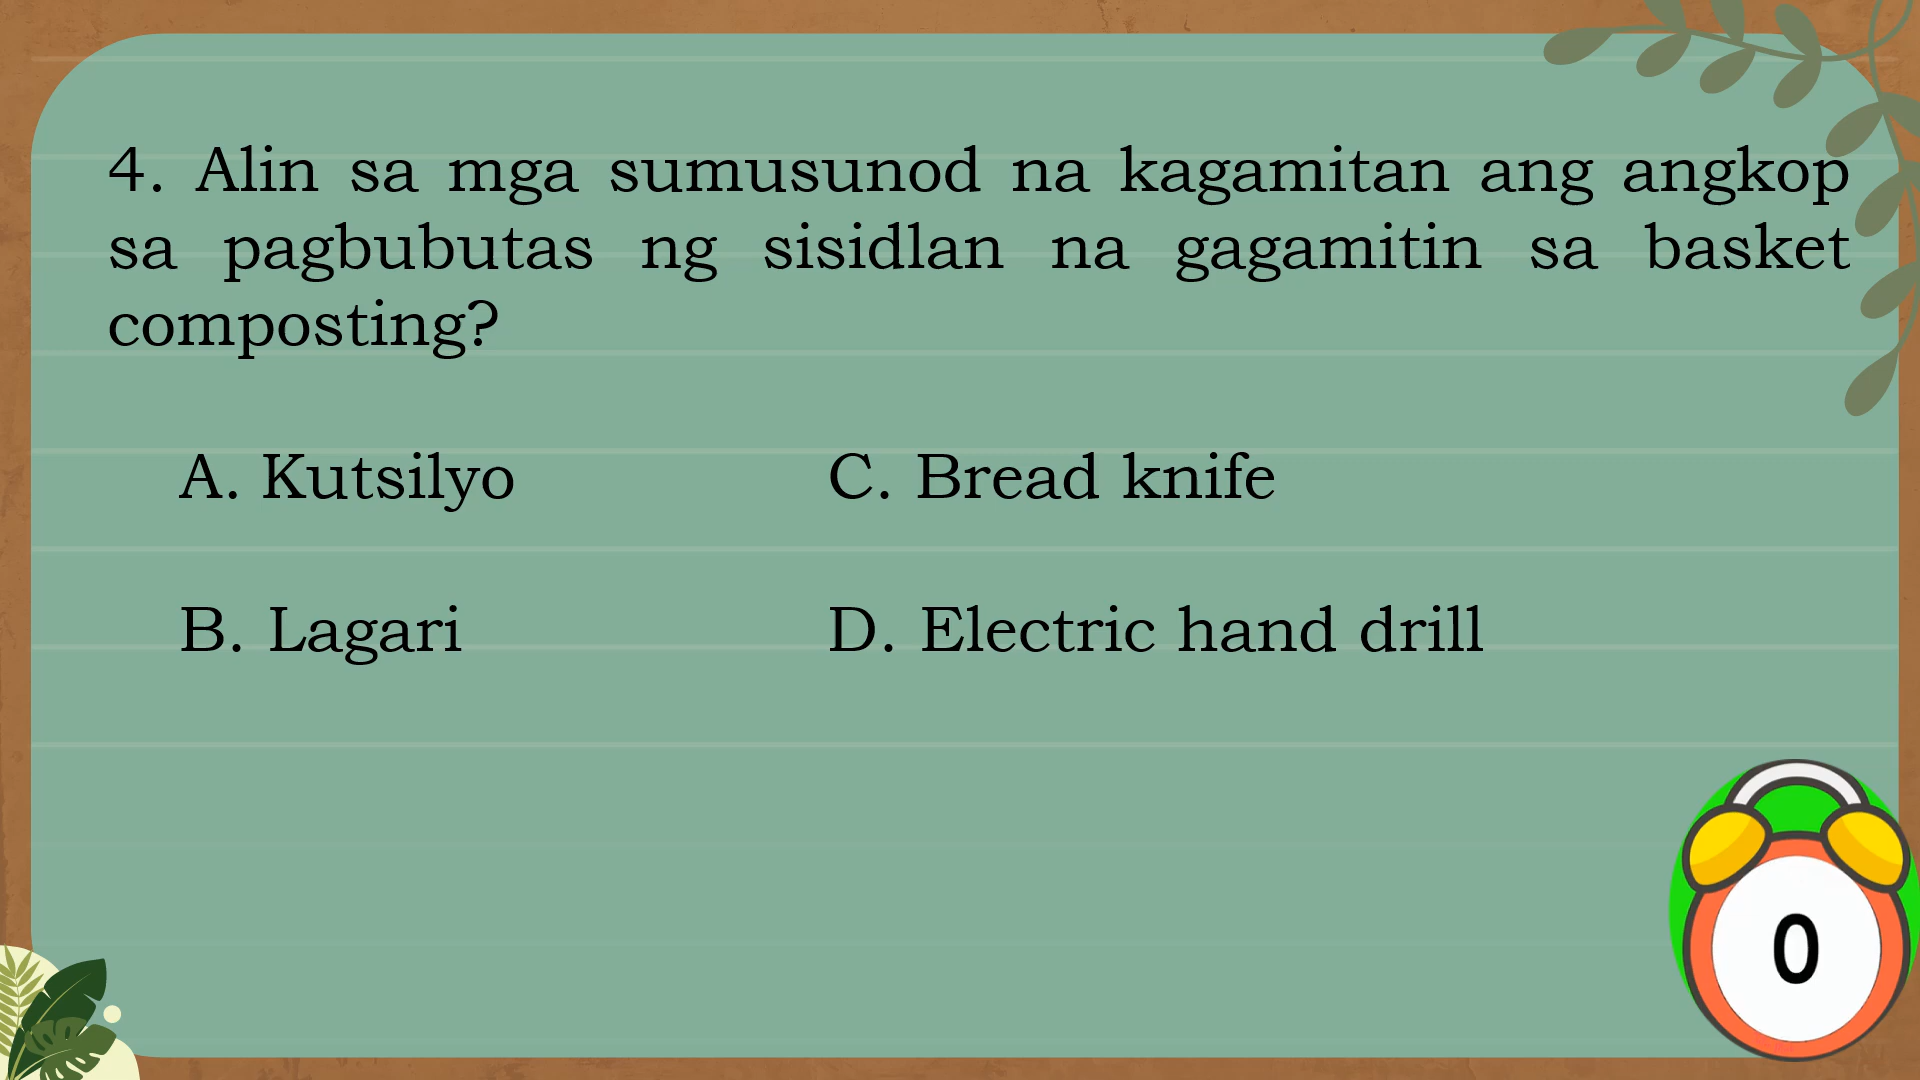 4. Alin sa mga sumusunod na kagamitan ang angkop
sa pagbubutas ng sisidlan na gagamitin sa basket
composting?
A. Kutsilyo
C. Bread knife
B. Lagari
D. Electric hand drill
0